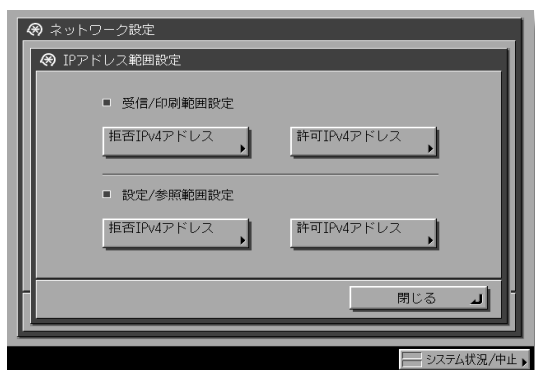 ネットワーク設定
IPアドレス範囲設定
■ 受信/印刷範囲設定
拒否IPv4アドレス
許可IPv4アドレス
■ 設定/参照範囲設定
拒否IPv4アドレス
許可IPv4アドレス
閉じる
システム状況/中止